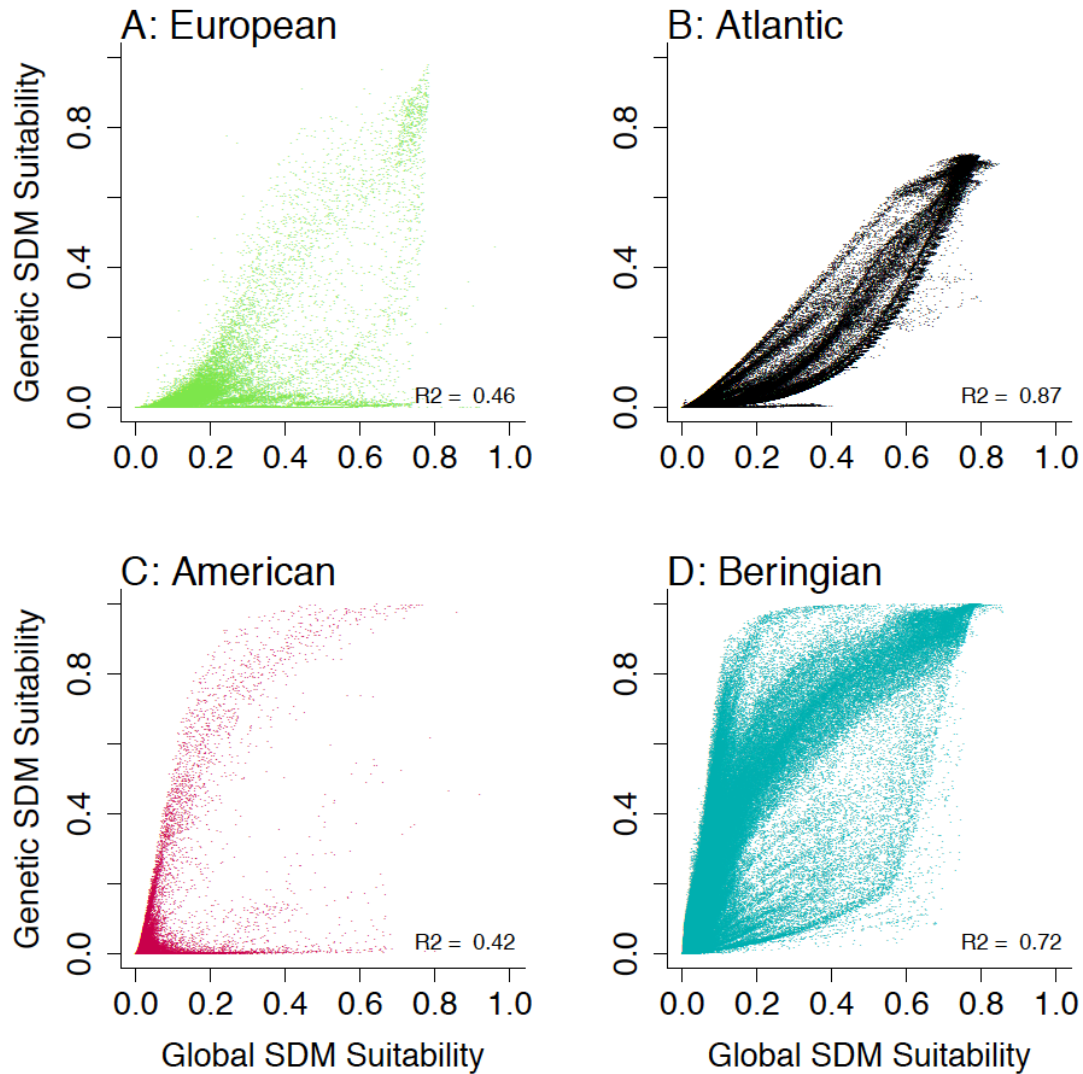 A: European
Genetic SDM Suitability
0.8
0.4
0.0
R2 = 0.46
0.0 0.2 0.4 0.6 0.8 1.0
B: Atlantic
0.8
0.4
0.0
R2 = 0.87
0.0 0.2 0.4 0.6 0.8 1.0
C: American
Genetic SDM Suitability
0.8
0.4
0.0
R2 = 0.42
0.0 0.2 0.4 0.6 0.8 1.0
Global SDM Suitability
D: Beringian
0.8
0.4
0.0
R2 = 0.72
0.0 0.2 0.4 0.6 0.8 1.0
Global SDM Suitability